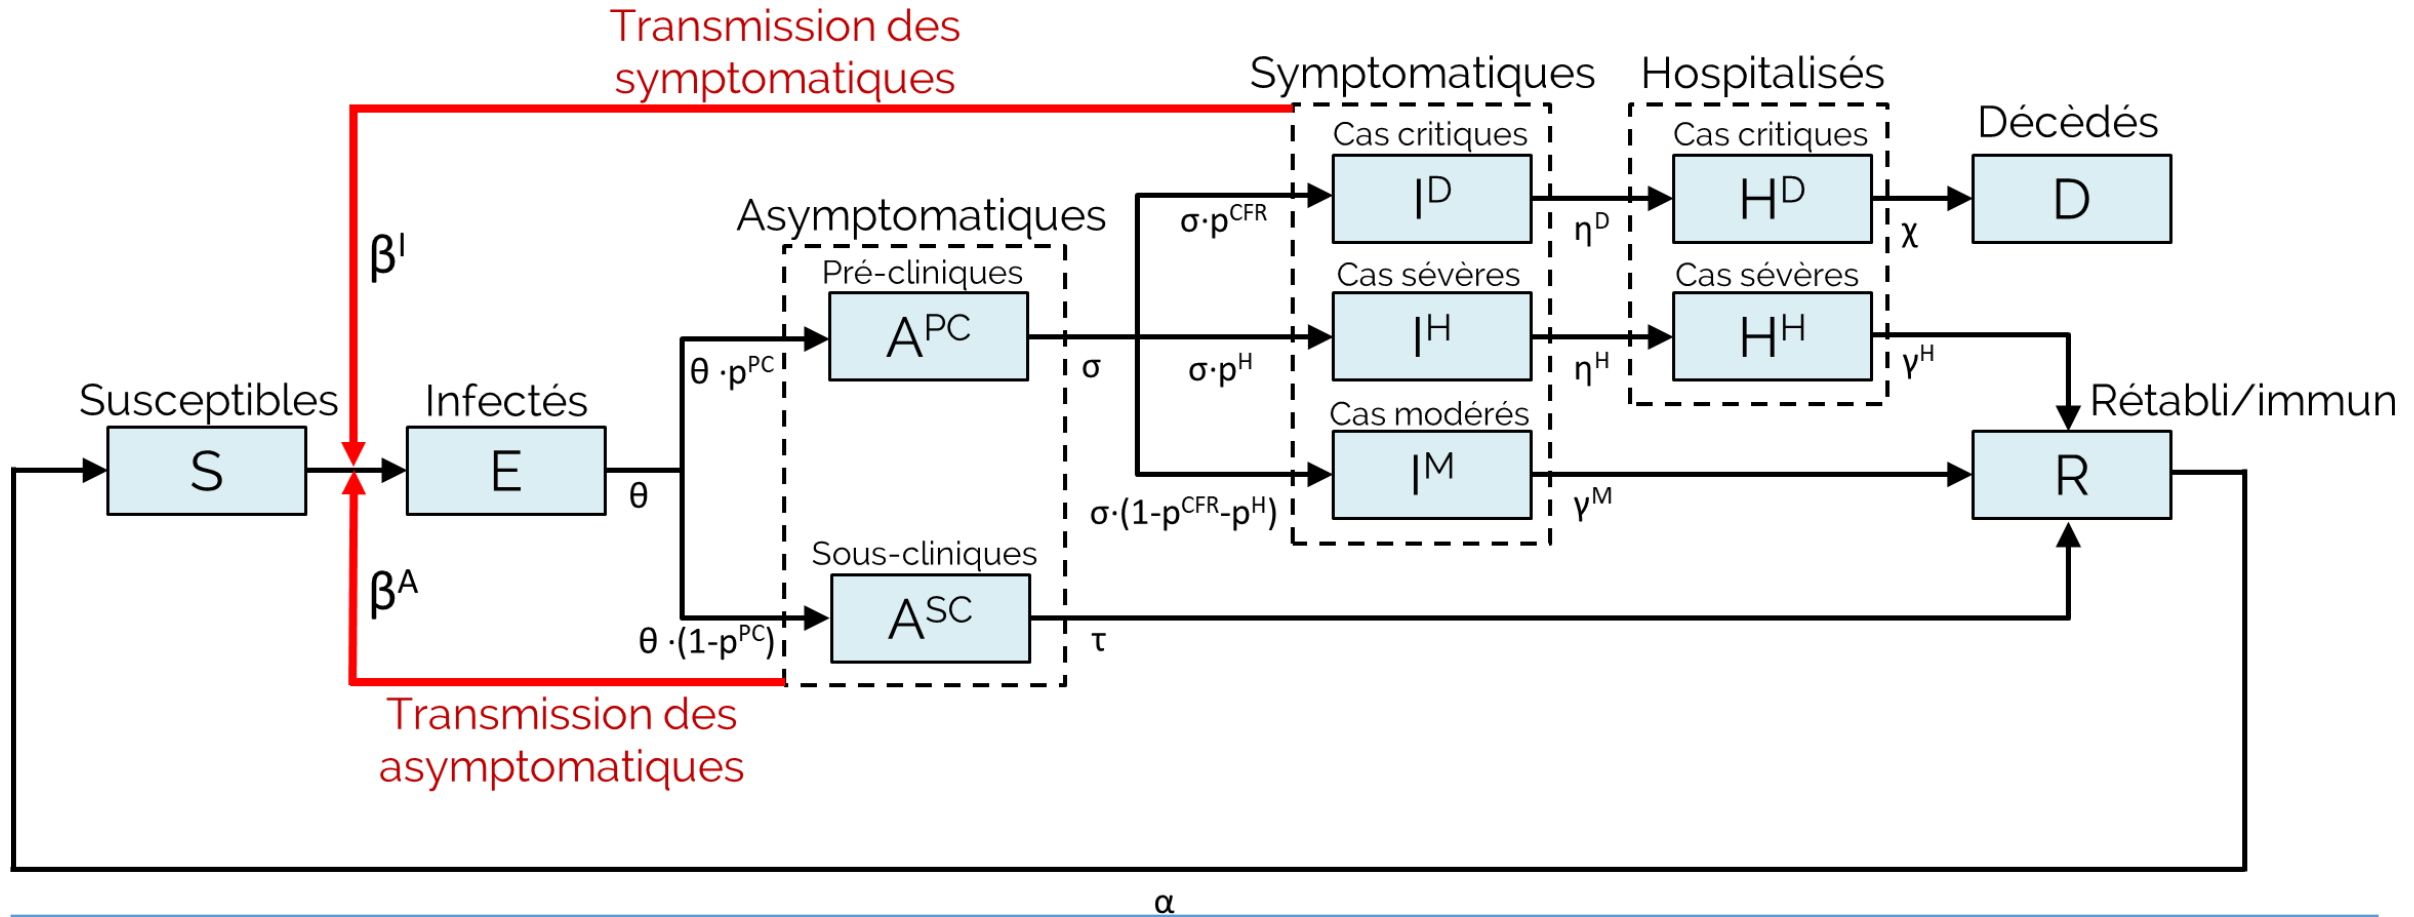 Transmission des
symptomatiques
Symptomatiques
Hospitalisés
Décèdés
Cas critiques
Cas critiques
I^D
H^D
D
σ·p^CFR
η^D
χ
Asymptomatiques
Pré-cliniques
Cas sévères
Cas sévères
β^I
A^PC
I^H
H^H
θ ·p^PC
σ
σ·p^H
η^H
γ^H
Susceptibles
Infectés
Cas modérés
Rétabli/immun
S
E
I^M
R
θ
σ·(1-p^CFR-p^H)
γ^M
Sous-cliniques
β^A
A^SC
θ ·(1-p^PC)
τ
Transmission des
asymptomatiques
α